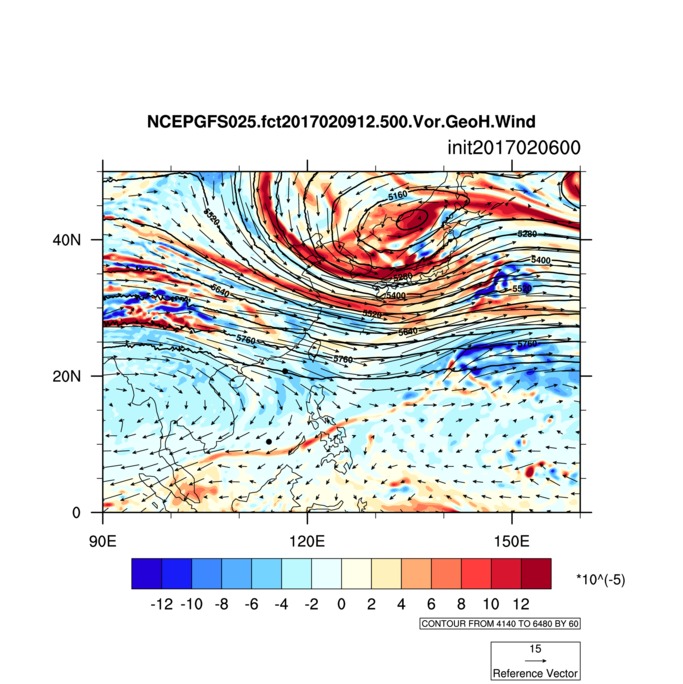 NCEPGFS025.fct2017020912.500.Vor.GeoH.Wind
init2017020600
5160
5520
5280
40N
5400
5280
5640
5400
5520
5520
5640
5760
5760
5760
20N
0
90E 120E 150E
-12 -10 -8 -6 -4 -2 0 2 4 6 8 10 12
*10^(-5)
CONTOUR FROM 4140 TO 6480 BY 60
15
Reference Vector